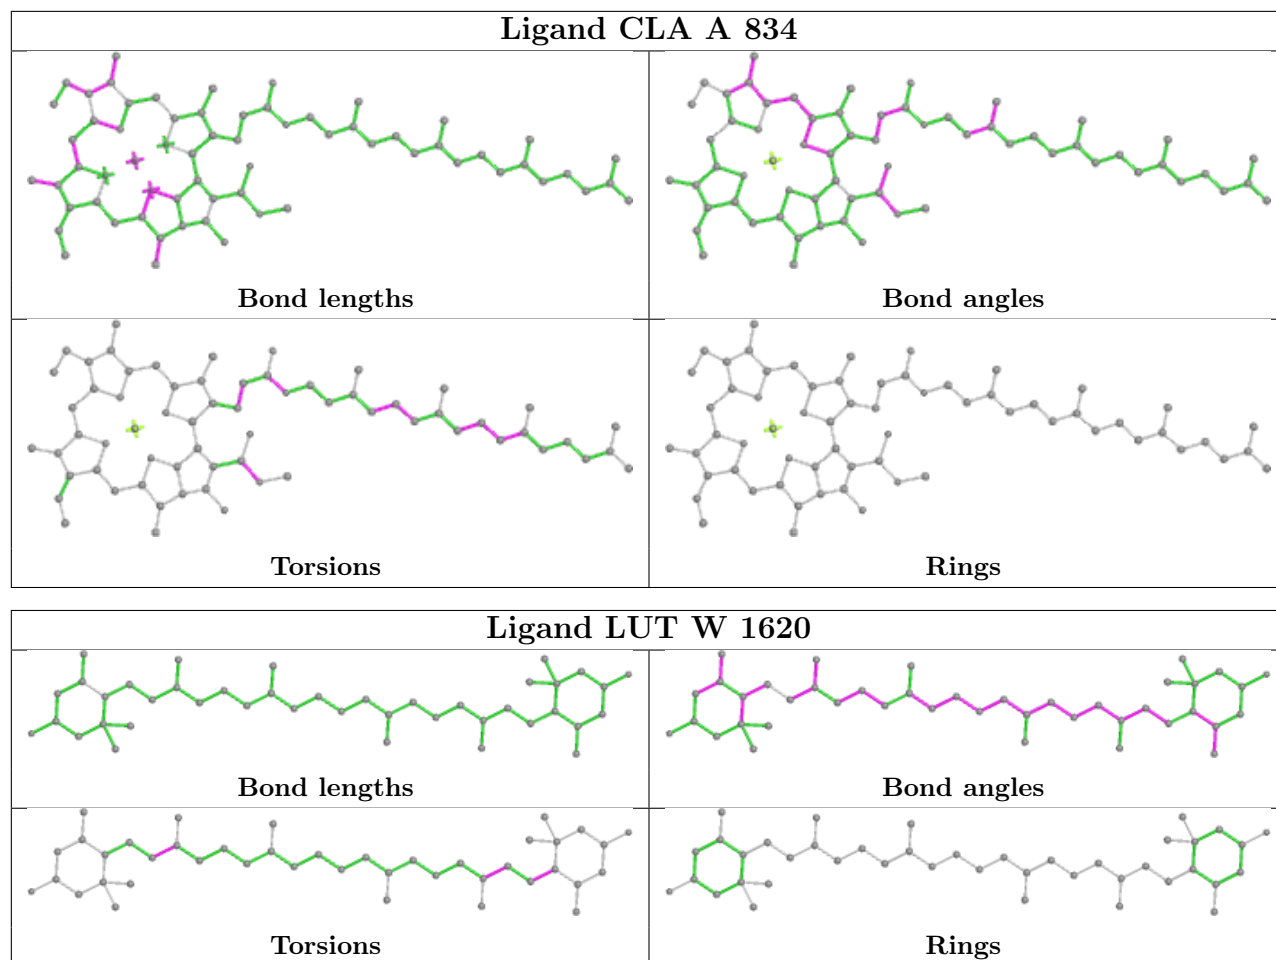 Ligand CLA A 834
Bond lengths
Bond angles
Torsions
Rings
Ligand LUT W 1620
Bond lengths
Bond angles
Torsions
Rings